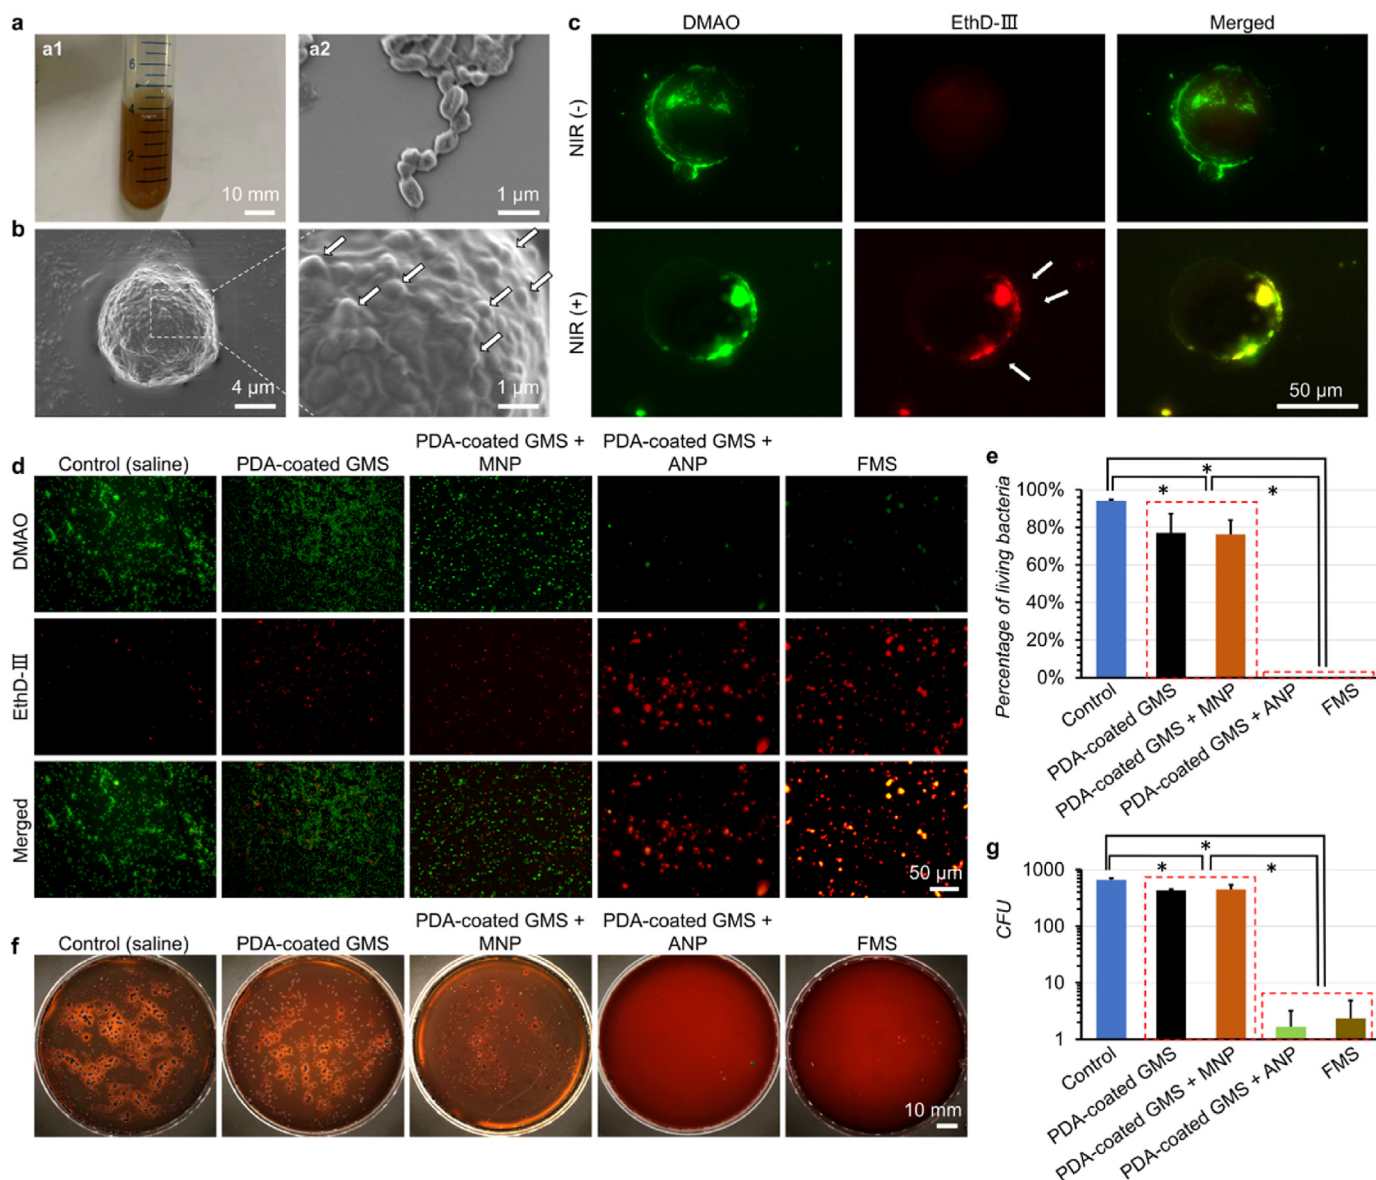 a
a1
6
4
2
10 mm
a2
1 µm
b
4 µm
1 µm
c
DMAO
EthD-Ⅲ
Merged
NIR (-)
NIR (+)
50 µm
d
Control (saline)
PDA-coated GMS
PDA-coated GMS +
MNP
PDA-coated GMS +
ANP
FMS
DMAO
EthD-Ⅲ
Merged
50 µm
e
*
*
*
100%
80%
60%
40%
20%
0%
Percentage of living bacteria
Control
PDA-coated GMS
PDA-coated GMS + MNP
PDA-coated GMS + ANP
FMS
f
Control (saline)
PDA-coated GMS
PDA-coated GMS +
MNP
PDA-coated GMS +
ANP
FMS
10 mm
g
*
*
*
1000
100
10
1
CFU
Control
PDA-coated GMS
PDA-coated GMS + MNP
PDA-coated GMS + ANP
FMS